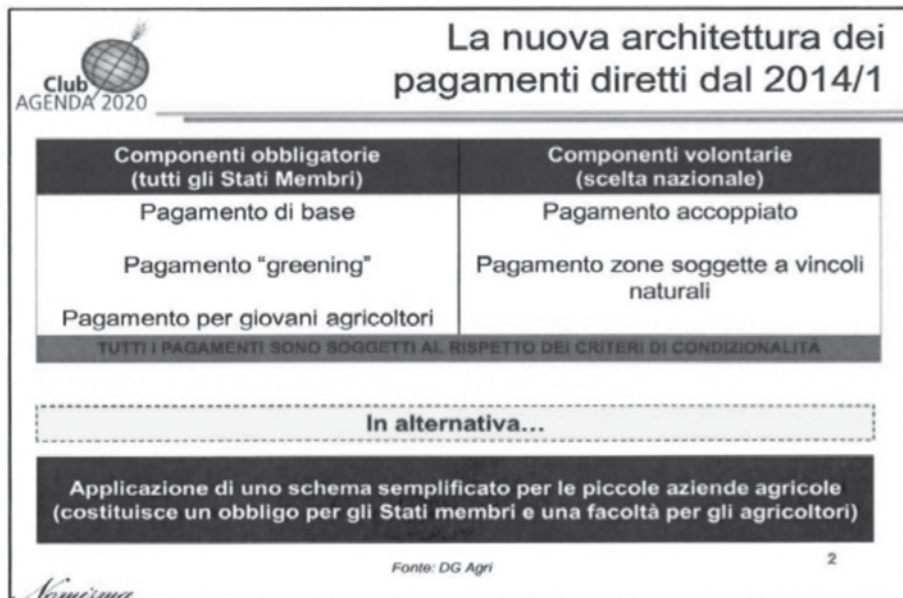 Club
AGENDA 2020
La nuova architettura dei
pagamenti diretti dal 2014/1
Componenti obbligatorie
(tutti gli Stati Membri)
Pagamento di base
Pagamento “greening”
Pagamento per giovani agricoltori
Componenti volontarie
(scelta nazionale)
Pagamento accoppiato
Pagamento zone soggette a vincoli
naturali
TUTTI I PAGAMENTI SONO SOGGETTI AL RISPETTO DEI CRITERI DI CONDIZIONALITÀ
In alternativa...
Applicazione di uno schema semplificato per le piccole aziende agricole
(costituisce un obbligo per gli Stati membri e una facoltà per gli agricoltori)
Fonte: DG Agri
2
Nomisma